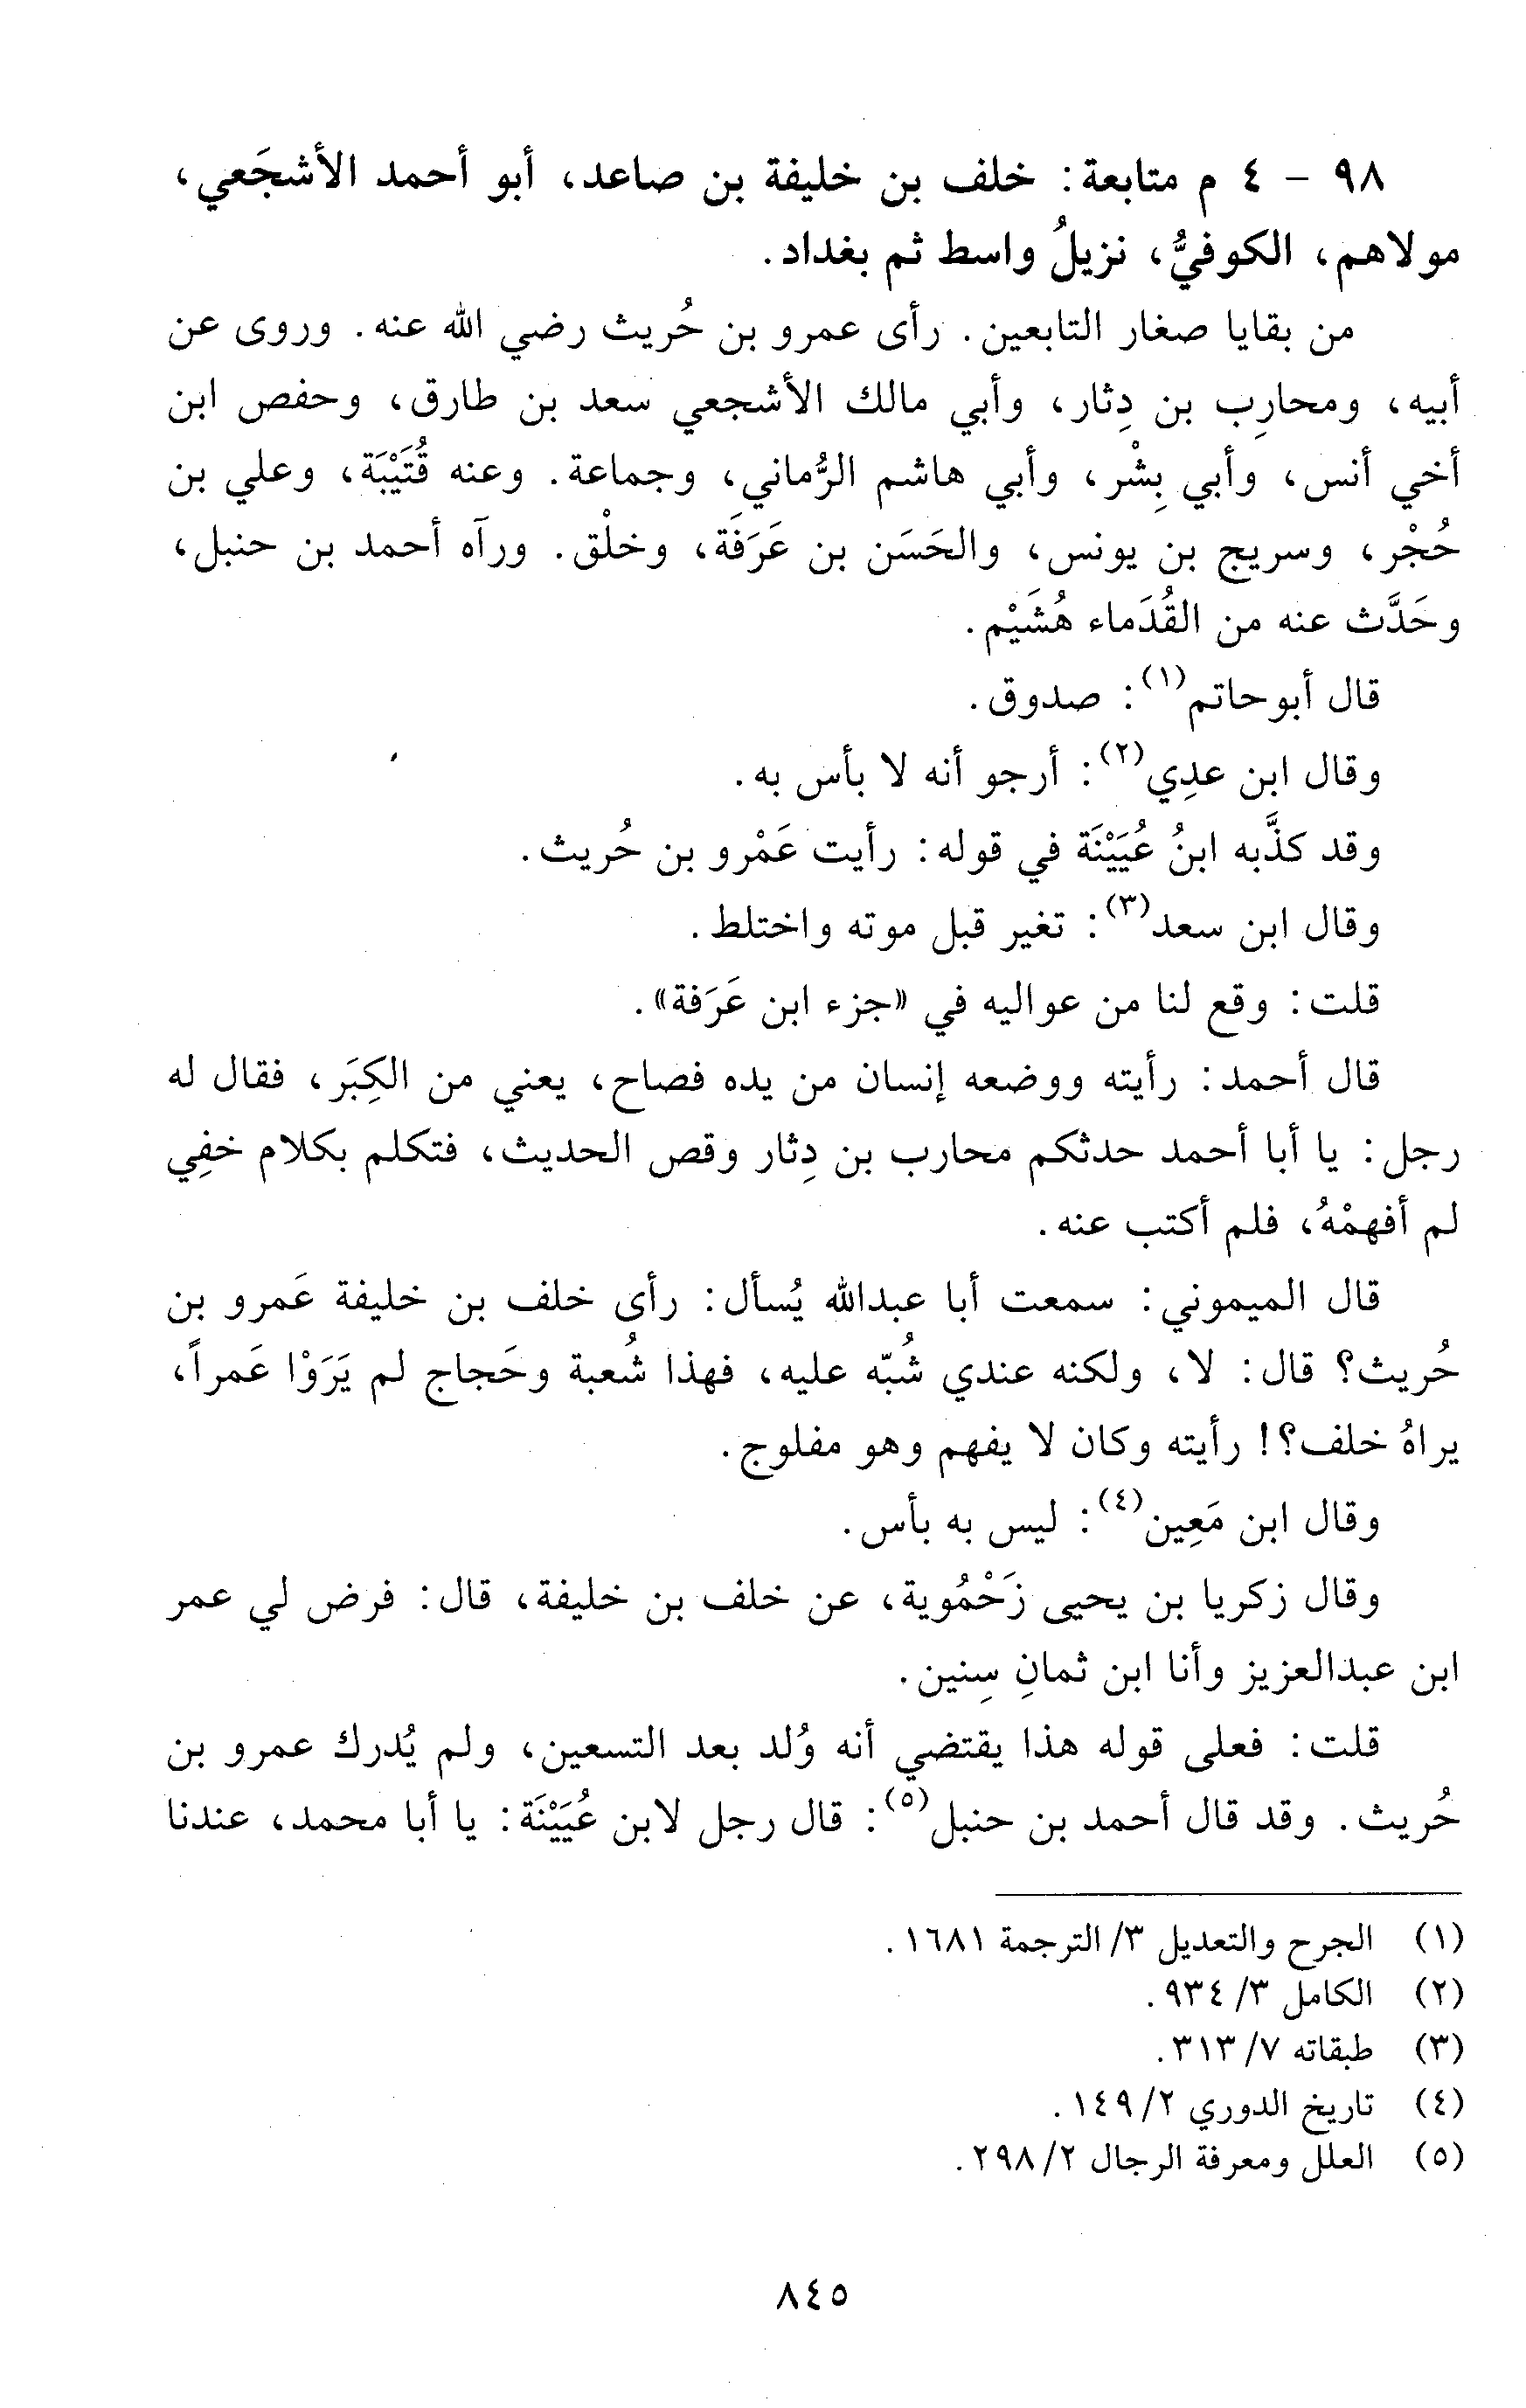 ٩٨ - ٤ م متابعة: خلف بن خليفة بن صاعد، أبو أحمد الأشجَعي،
مولاهم، الكوفيُّ، نزيلُ واسط ثم بغداد.
من بقايا صغار التابعين. رأى عمرو بن حُريث رضي الله عنه. وروى عن
أبيه، ومحارِب بن دِثار، وأبي مالك الأشجعي سعد بن طارق، وحفص ابن
أخي أنس، وأبي بِشْر، وأبي هاشم الرُّماني، وجماعة. وعنه قُتَيْبَة، وعلي بن
حُجْر، وسريج بن يونس، والحَسَن بن عَرَفَة، وخلْق. ورآه أحمد بن حنبل،
وحَدَّث عنه من القُدَماء هُشَيْم.
قال أبوحاتم(١): صدوق.
وقال ابن عدِي(٢): أرجو أنه لا بأس به.
وقد كذَّبه ابنُ عُيَيْنَة في قوله: رأيت عَمْرو بن حُريث.
وقال ابن سعد(٣): تغير قبل موته واختلط.
قلت: وقع لنا من عواليه في «جزء ابن عَرَفة».
قال أحمد: رأيته ووضعه إنسان من يده فصاح، يعني من الكِبَر، فقال له
رجل: يا أبا أحمد حدثكم محارب بن دِثار وقص الحديث، فتكلم بكلام خفِي
لم أفهمْهُ، فلم أكتب عنه.
قال الميموني: سمعت أبا عبدالله يُسأل: رأى خلف بن خليفة عَمرو بن
حُريث؟ قال: لا، ولكنه عندي شُبّه عليه، فهذا شُعبة وحَجاج لم يَرَوْا عَمراً،
يراهُ خلف؟! رأيته وكان لا يفهم وهو مفلوج.
وقال ابن مَعِين(٤): ليس به بأس.
وقال زكريا بن يحيى زَحْمُوية، عن خلف بن خليفة، قال: فرض لي عمر
ابن عبدالعزيز وأنا ابن ثمانِ سِنين.
قلت: فعلى قوله هذا يقتضي أنه وُلد بعد التسعين، ولم يُدرك عمرو بن
حُريث. وقد قال أحمد بن حنبل(٥): قال رجل لابن عُيَيْنَة: يا أبا محمد، عندنا
(١) الجرح والتعديل ٣/ الترجمة ١٦٨١.
(٢) الكامل ٣/ ٩٣٤.
(٣) طبقاته ٧/ ٣١٣.
(٤) تاريخ الدوري ٢/ ١٤٩.
(٥) العلل ومعرفة الرجال ٢/ ٢٩٨.
٨٤٥